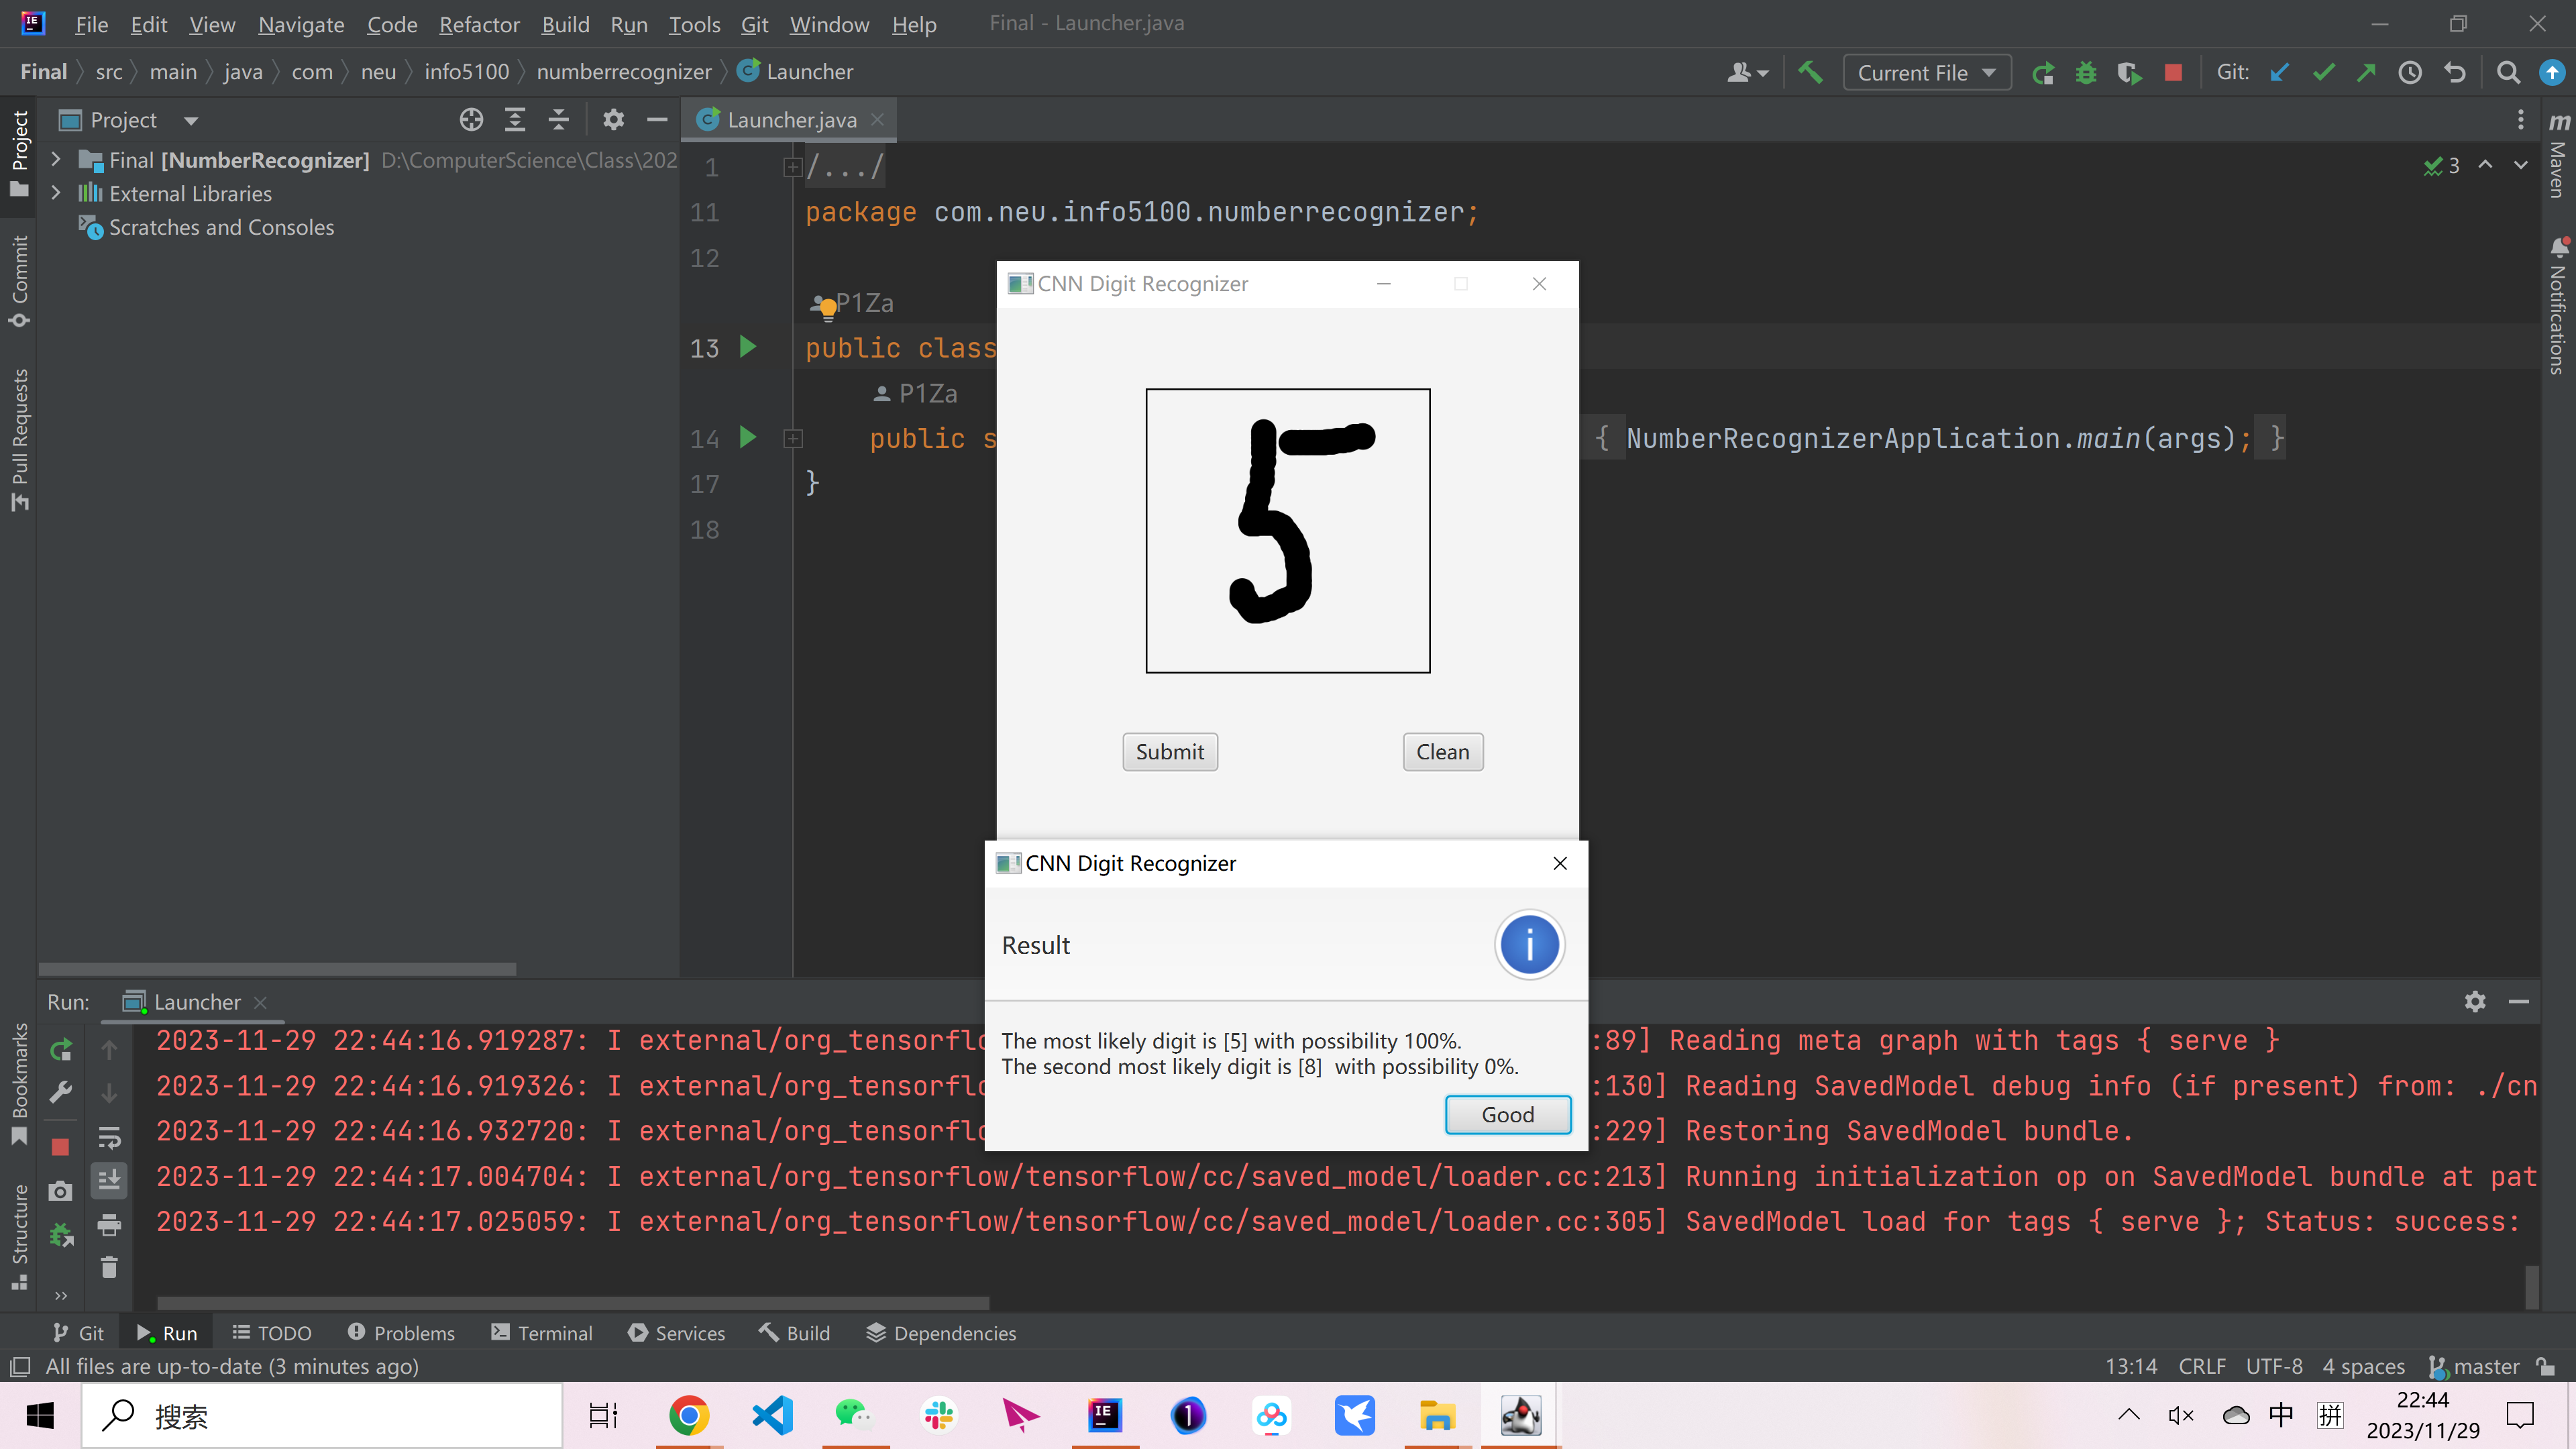 File Edit View Navigate Code Refactor Build Run Tools Git Window Help Final - Launcher.java
Final src main java com neu info5100 numberrecognizer Launcher Current File Git:
Project Launcher.java
Final [NumberRecognizer] D:\ComputerScience\Class\202
External Libraries
Scratches and Consoles
Project
Commit
Pull Requests
Bookmarks
Structure
Maven
Notifications
3
1 /.../
11 package com.neu.info5100.numberrecognizer;
12
P1Za
13 public class
P1Za
14 public s { NumberRecognizerApplication.main(args); }
17 }
18
CNN Digit Recognizer
5
Submit Clean
CNN Digit Recognizer
Result
The most likely digit is [5] with possibility 100%.
The second most likely digit is [8]  with possibility 0%.
Good
Run: Launcher
2023-11-29 22:44:16.919287: I external/org_tensorflo :89] Reading meta graph with tags { serve }
2023-11-29 22:44:16.919326: I external/org_tensorflo :130] Reading SavedModel debug info (if present) from: ./cn
2023-11-29 22:44:16.932720: I external/org_tensorflo :229] Restoring SavedModel bundle.
2023-11-29 22:44:17.004704: I external/org_tensorflow/tensorflow/cc/saved_model/loader.cc:213] Running initialization op on SavedModel bundle at pat
2023-11-29 22:44:17.025059: I external/org_tensorflow/tensorflow/cc/saved_model/loader.cc:305] SavedModel load for tags { serve }; Status: success:
Git Run TODO Problems Terminal Services Build Dependencies
All files are up-to-date (3 minutes ago) 13:14 CRLF UTF-8 4 spaces master
搜索 中 拼 22:44
2023/11/29